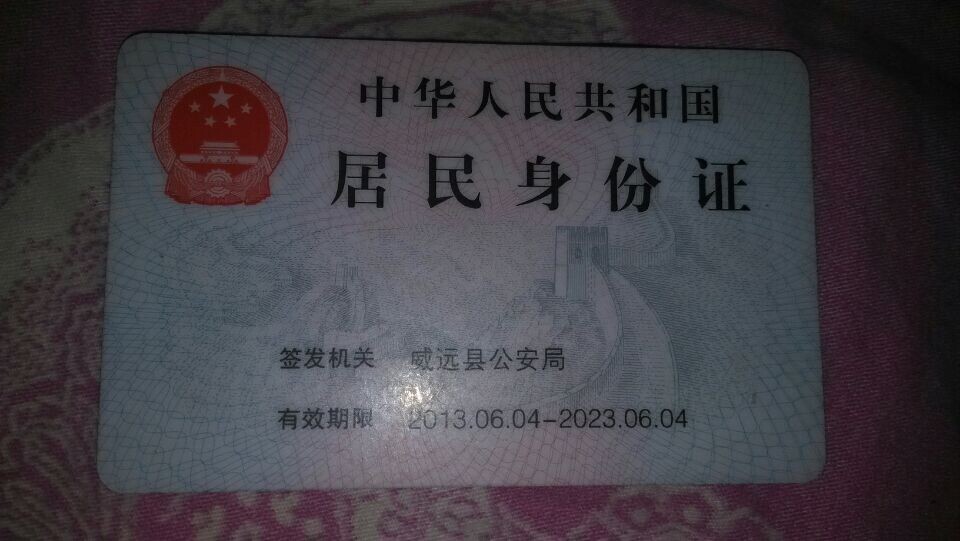 中华人民共和国
居民身份证
签发机关 威远县公安局
有效期限 2013.06.04-2023.06.04